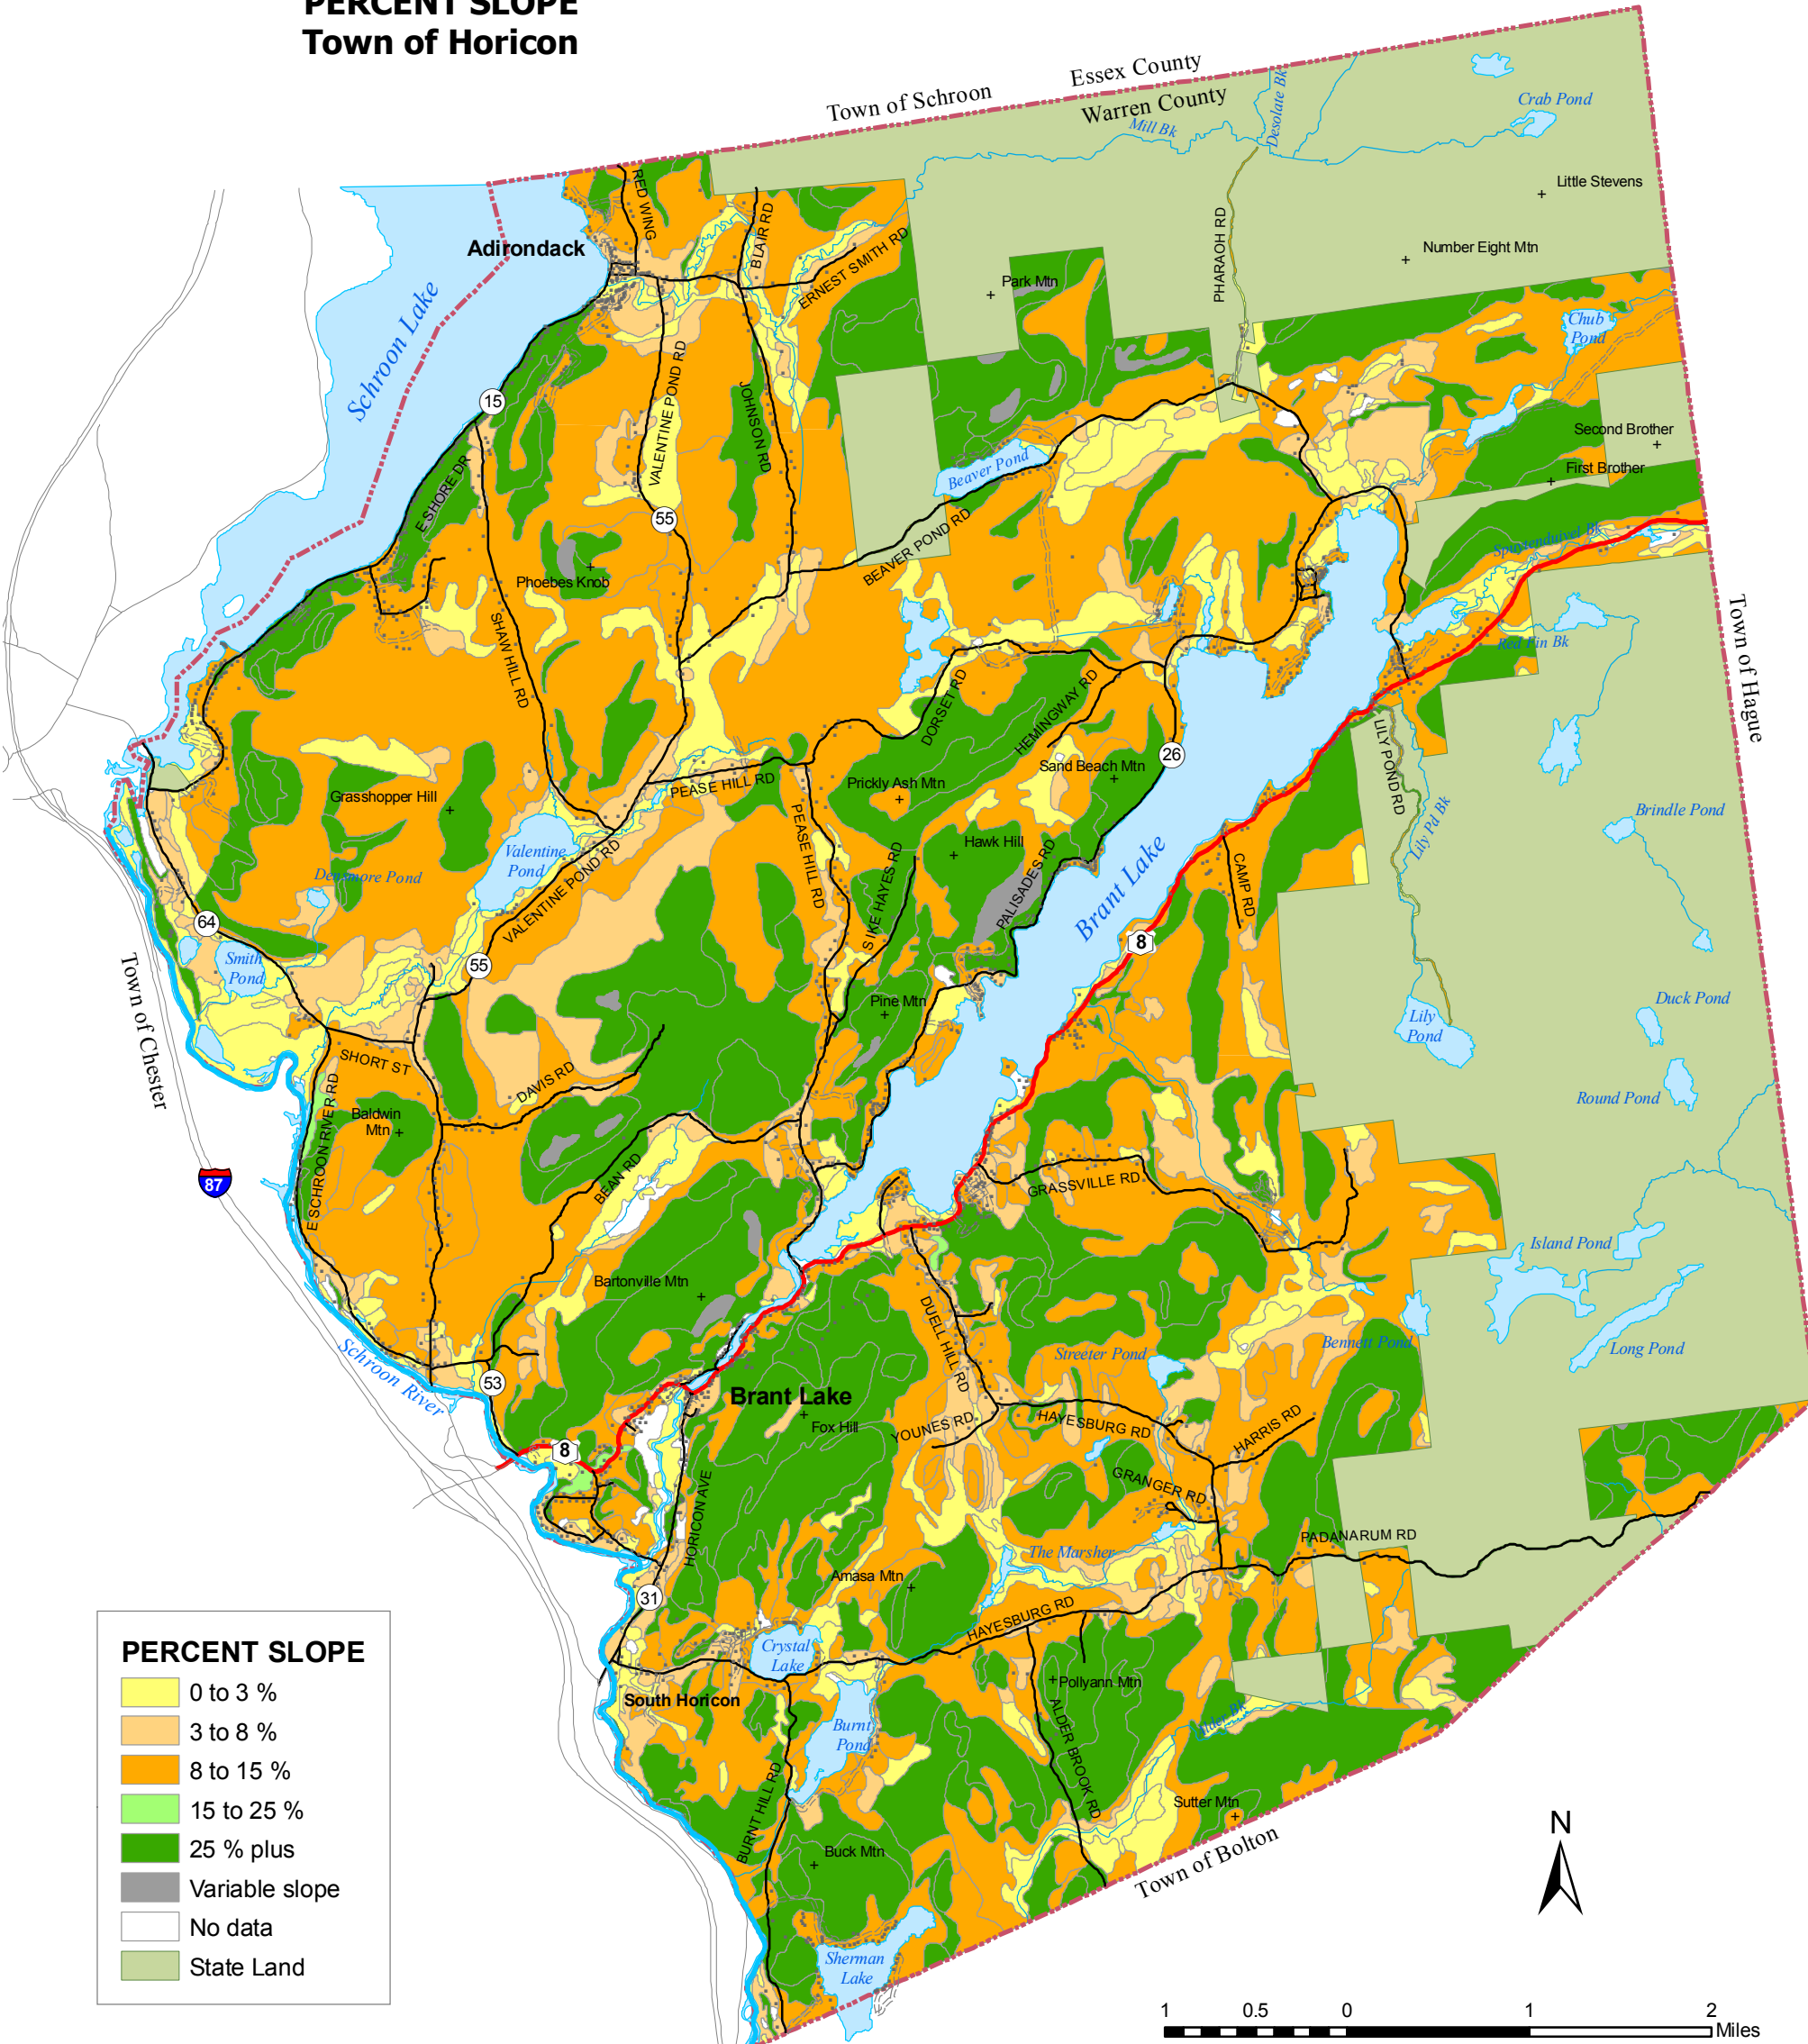 PERCENT SLOPE
Town of Horicon
Essex County
Town of Schroon
Warren County
Mill Bk
Desolate Bk
Crab Pond
Little Stevens
RED WING
BLAIR RD
ERNEST SMITH RD
PHARAOH RD
Number Eight Mtn
Adirondack
Park Mtn
Schroon Lake
Chub
Pond
15
VALENTINE POND RD
JOHNSON RD
Second Brother
First Brother
E SHORE DR
Beaver Pond
55
BEAVER POND RD
Spuytenduivel Bk
Phoebes Knob
SHAW HILL RD
Red Fin Bk
Town of Hague
DORSET RD
HEMINGWAY RD
LILY POND RD
26
Sand Beach Mtn
Grasshopper Hill
PEASE HILL RD
Prickly Ash Mtn
PEASE HILL RD
Brindle Pond
Lily Pd Bk
Valentine
Pond
Hawk Hill
SIKE HAYES RD
PALISADES RD
Brant Lake
CAMP RD
Densmore Pond
VALENTINE POND RD
64
8
Smith
Pond
55
Town of Chester
Pine Mtn
Duck Pond
Lily
Pond
SHORT ST
DAVIS RD
Round Pond
Baldwin
Mtn
E SCHROON RIVER RD
87
BEAN RD
GRASSVILLE RD
Island Pond
Bartonville Mtn
DUELL HILL RD
Schroon River
Streeter Pond
Bennett Pond
Long Pond
53
Brant Lake
Fox Hill
YOUNES RD
HAYESBURG RD
HARRIS RD
8
GRANGER RD
HORICON AVE
PADANARUM RD
The Marsher
Amasa Mtn
31
HAYESBURG RD
Crystal
Lake
Pollyann Mtn
South Horicon
ALDER BROOK RD
Alder Bk
Burnt
Pond
BURNT HILL RD
Sutter Mtn
Buck Mtn
Town of Bolton
Sherman
Lake
PERCENT SLOPE
0 to 3 %
3 to 8 %
8 to 15 %
15 to 25 %
25 % plus
Variable slope
No data
State Land
N
1 0.5 0 1 2
Miles